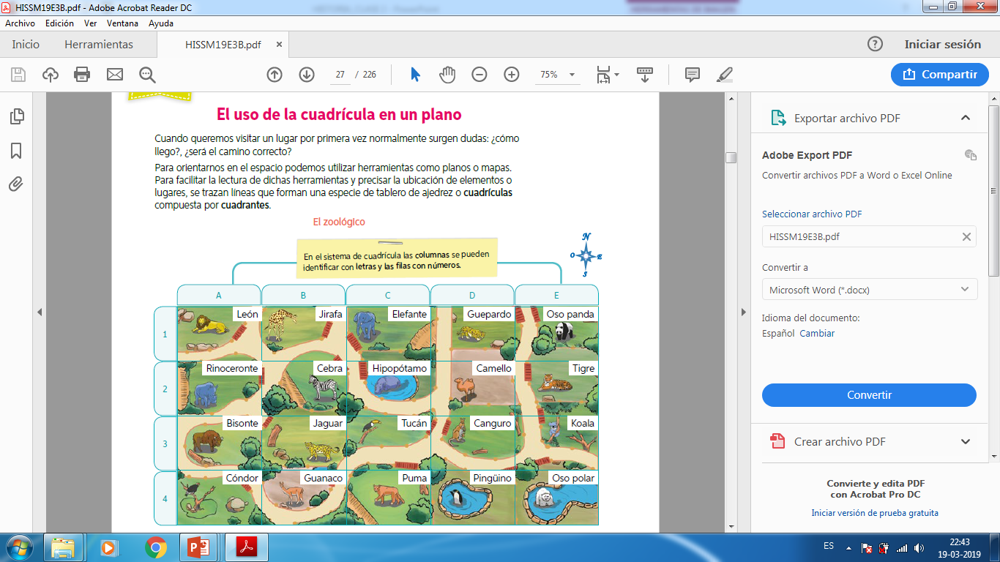 HISSM19E3B.pdf - Adobe Acrobat Reader DC
Archivo Edición Ver Ventana Ayuda
Inicio Herramientas HISSM19E3B.pdf Iniciar sesión
27 / 226 75% Compartir
El uso de la cuadrícula en un plano
Cuando queremos visitar un lugar por primera vez normalmente surgen dudas: ¿cómo
llego?, ¿será el camino correcto?
Para orientarnos en el espacio podemos utilizar herramientas como planos o mapas.
Para facilitar la lectura de dichas herramientas y precisar la ubicación de elementos o
lugares, se trazan líneas que forman una especie de tablero de ajedrez o cuadrículas
compuesta por cuadrantes.
El zoológico
En el sistema de cuadrícula las columnas se pueden
identificar con letras y las filas con números.
N
O E
S
A B C D E
1 León Jirafa Elefante Guepardo Oso panda
2 Rinoceronte Cebra Hipopótamo Camello Tigre
3 Bisonte Jaguar Tucán Canguro Koala
4 Cóndor Guanaco Puma Pingüino Oso polar
Exportar archivo PDF
Adobe Export PDF
Convertir archivos PDF a Word o Excel Online
Seleccionar archivo PDF
HISSM19E3B.pdf
Convertir a
Microsoft Word (*.docx)
Idioma del documento:
Español Cambiar
Convertir
Crear archivo PDF
Convierte y edita PDF
con Acrobat Pro DC
Iniciar versión de prueba gratuita
ES 22:43
19-03-2019